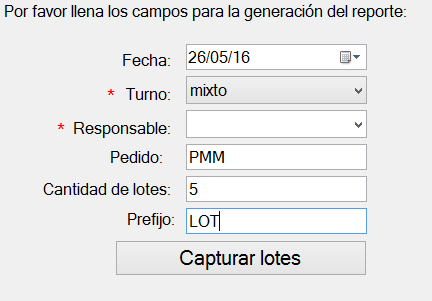 Por favor llena los campos para la generación del reporte:
Fecha: 26/05/16
* Turno: mixto
* Responsable:
Pedido: PMM
Cantidad de lotes: 5
Prefijo: LOT
Capturar lotes